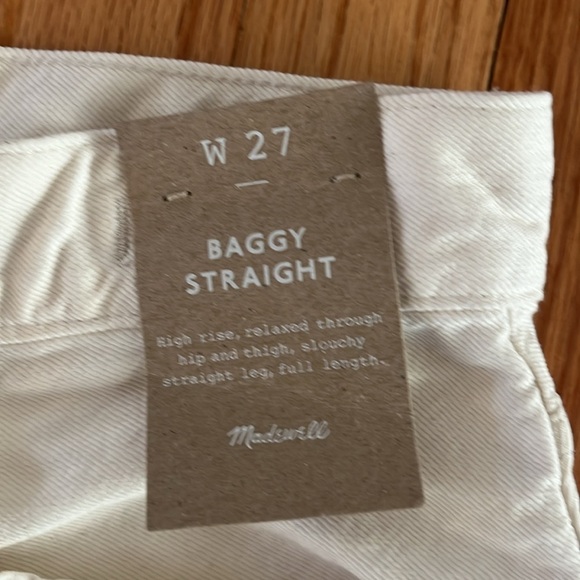 W 27
BAGGY
STRAIGHT
High rise, relaxed through
hip and thigh, slouchy
straight leg, full length.
Madewell